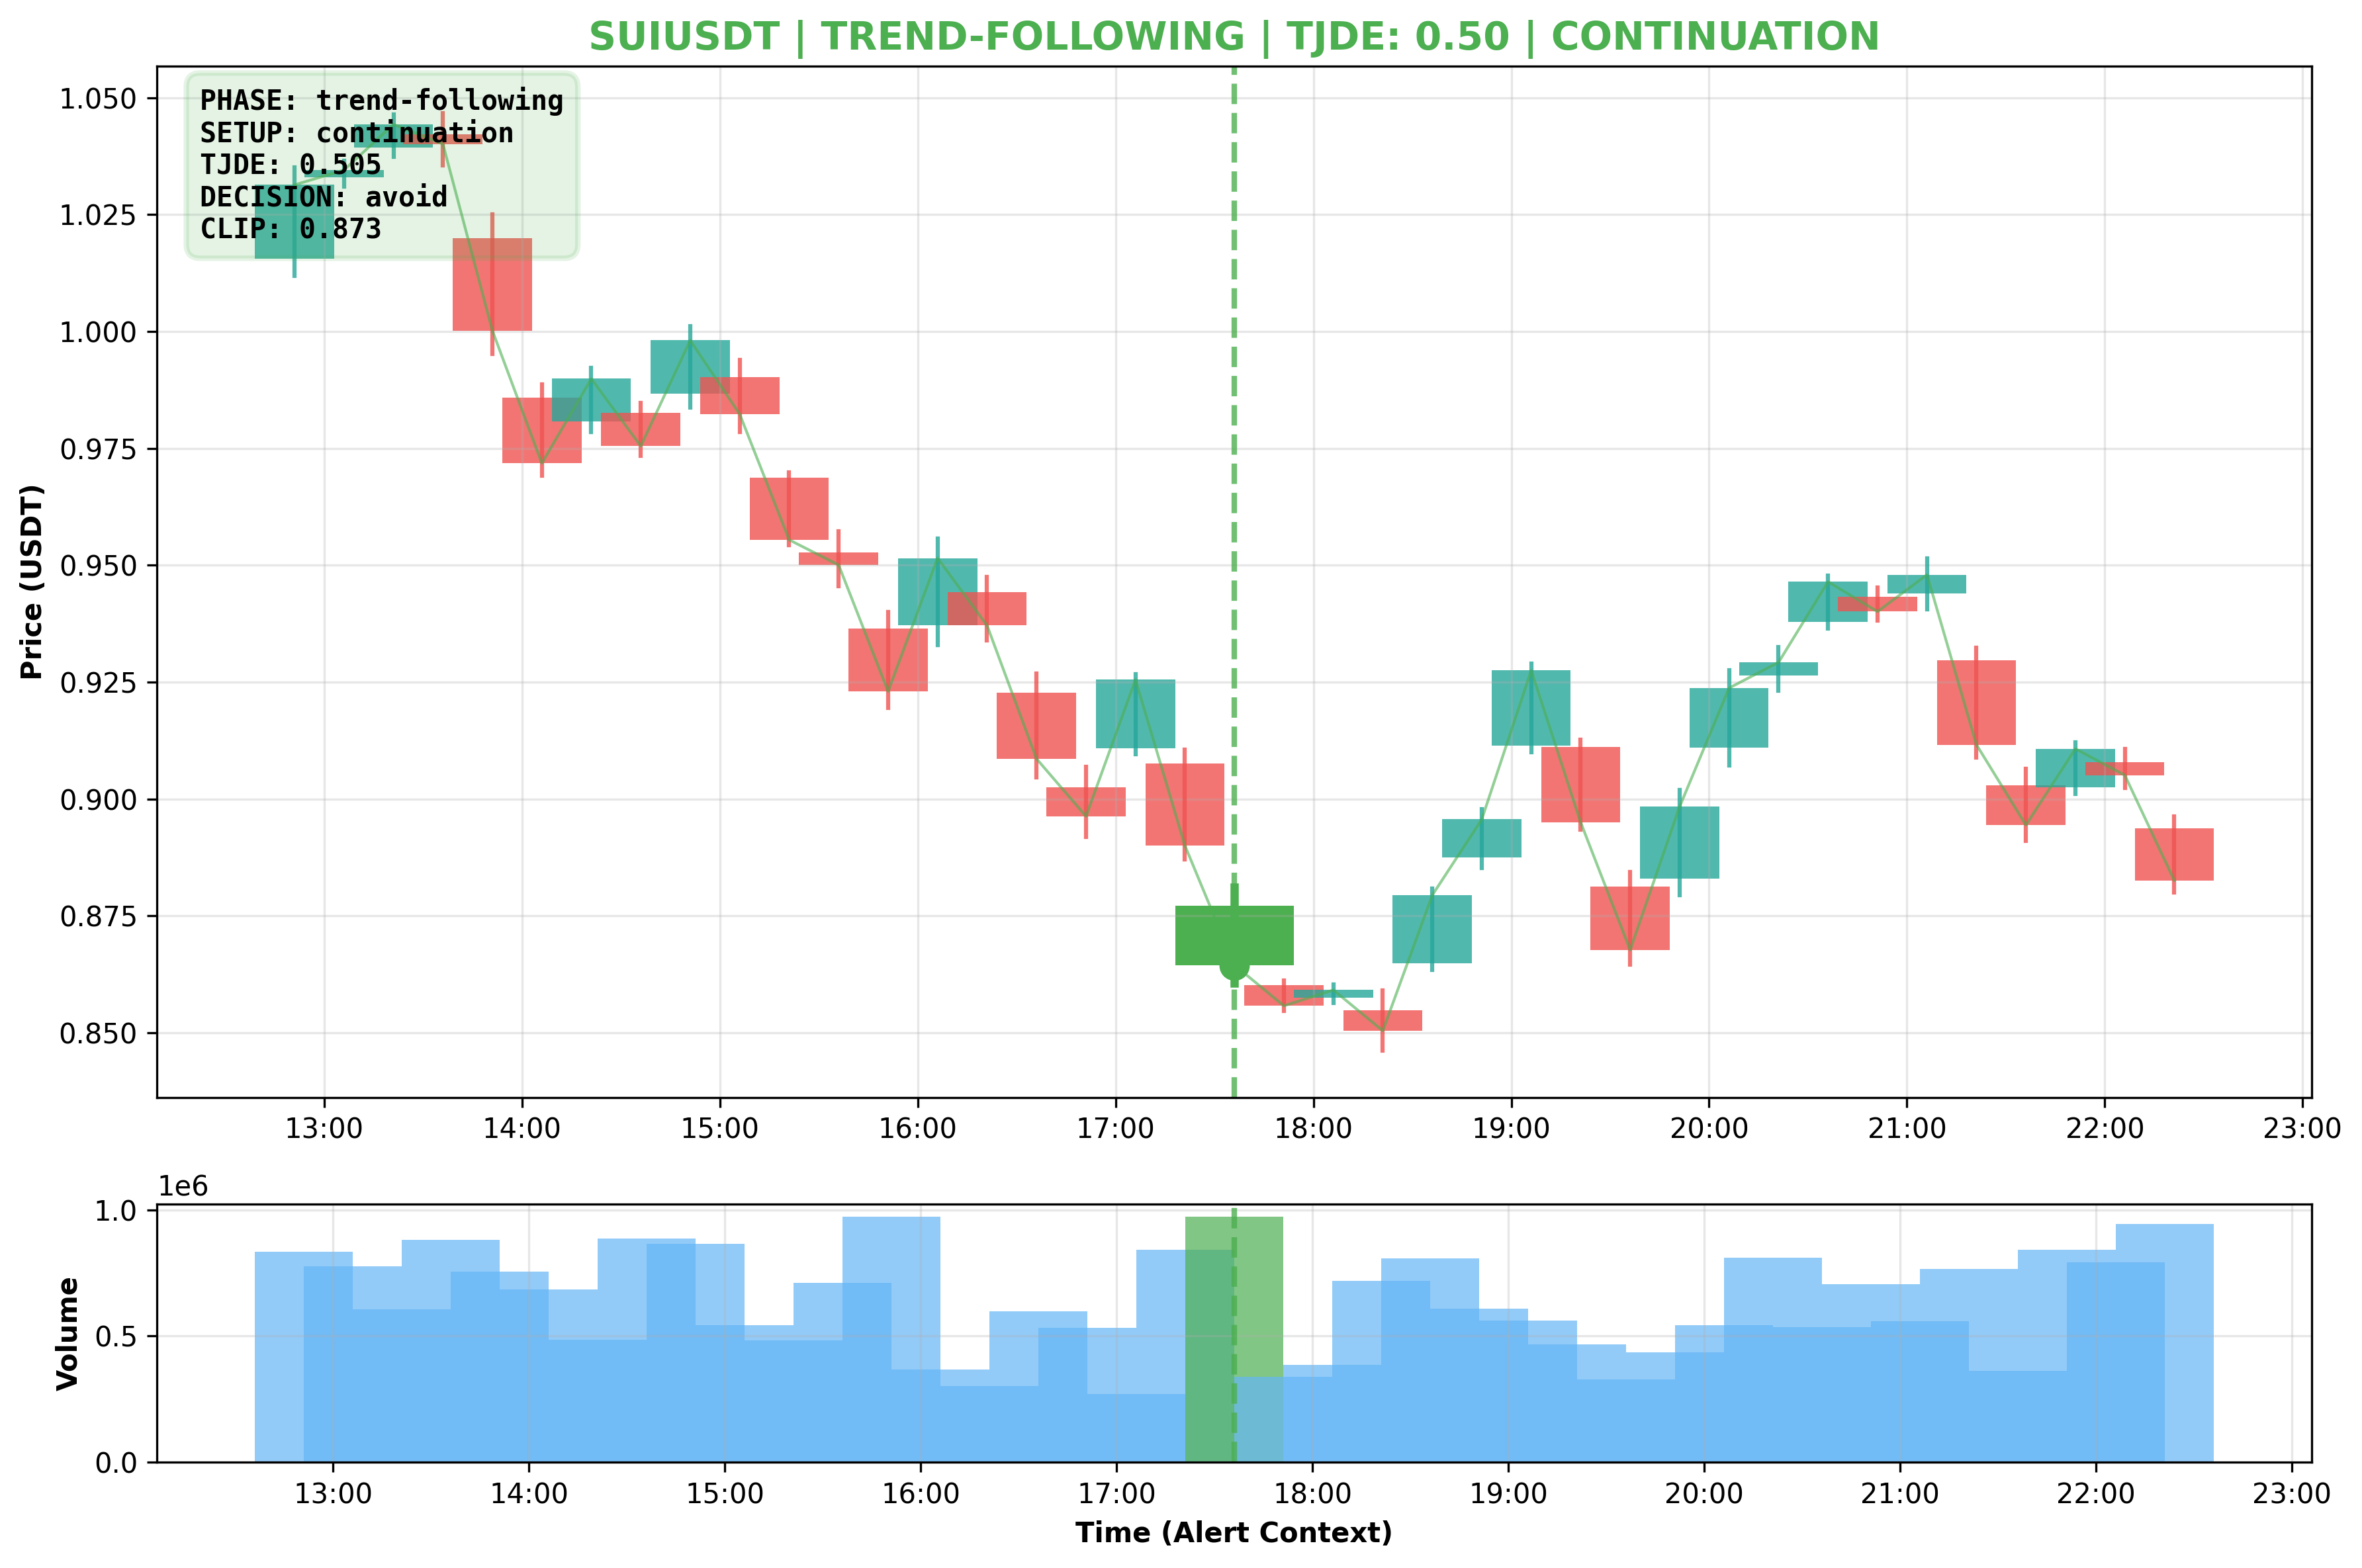 SUIUSDT | TREND-FOLLOWING | TJDE: 0.50 | CONTINUATION
PHASE: trend-following
SETUP: continuation
TJDE: 0.505
DECISION: avoid
CLIP: 0.873
Price (USDT)
1.050
1.025
1.000
0.975
0.950
0.925
0.900
0.875
0.850
13:00 14:00 15:00 16:00 17:00 18:00 19:00 20:00 21:00 22:00 23:00
1e6
Volume
1.0
0.5
0.0
13:00 14:00 15:00 16:00 17:00 18:00 19:00 20:00 21:00 22:00 23:00
Time (Alert Context)